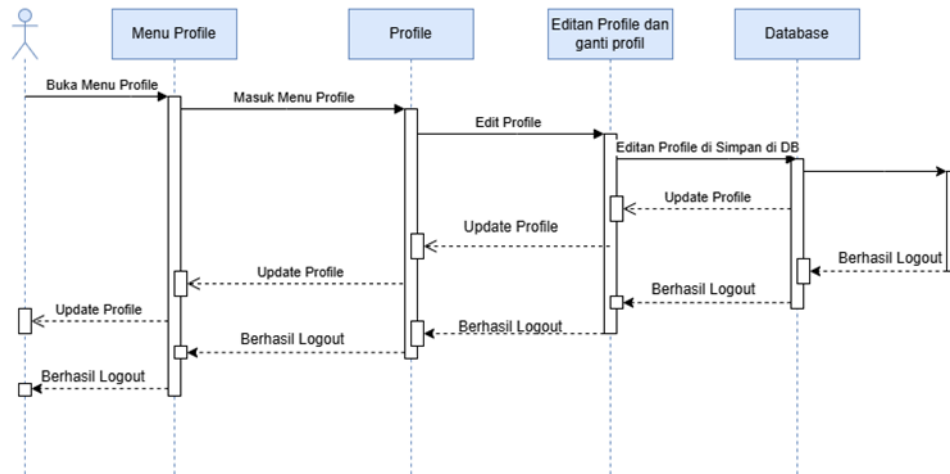 Menu Profile
Profile
Editan Profile dan
ganti profil
Database
Buka Menu Profile
Masuk Menu Profile
Edit Profile
Editan Profile di Simpan di DB
Update Profile
Update Profile
Berhasil Logout
Update Profile
Berhasil Logout
Update Profile
Berhasil Logout
Berhasil Logout
Berhasil Logout